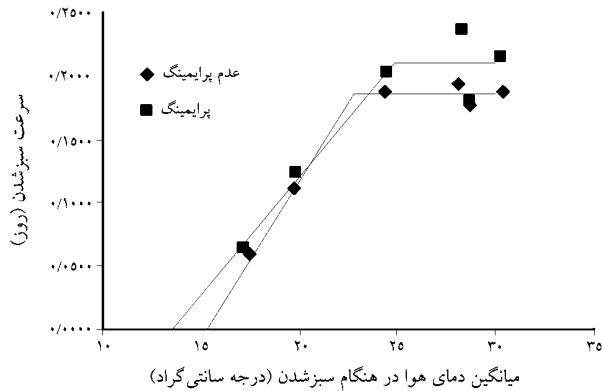 ۰/۲۵۰۰
۰/۲۰۰۰
۰/۱۵۰۰
۰/۱۰۰۰
۰/۰۵۰۰
۰/۰۰۰۰
سرعت سبزشدن (روز)
عدم پرایمینگ
پرایمینگ
۱۰ ۱۵ ۲۰ ۲۵ ۳۰ ۳۵
میانگین دمای هوا در هنگام سبزشدن (درجه سانتی‌گراد)